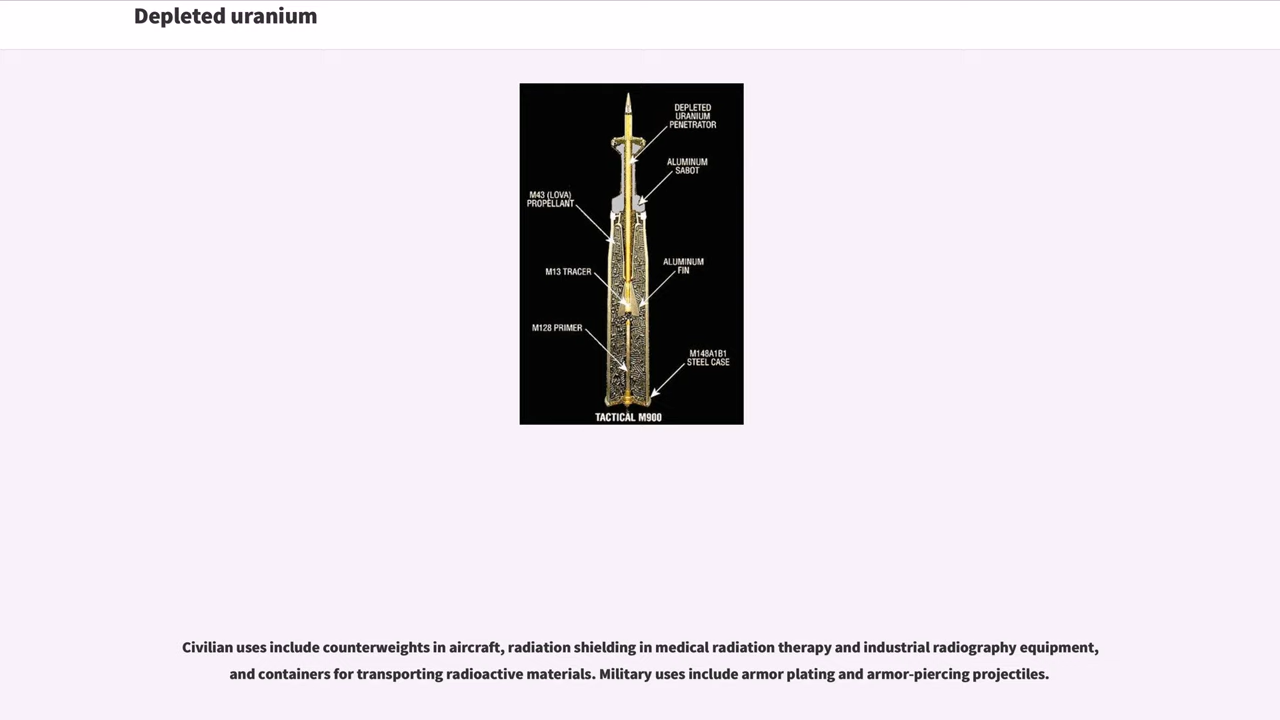 Depleted uranium
DEPLETED
URANIUM
PENETRATOR
ALUMINUM
SABOT
M43 (LOVA)
PROPELLANT
ALUMINUM
FIN
M13 TRACER
M128 PRIMER
M148A1B1
STEEL CASE
TACTICAL M900
Civilian uses include counterweights in aircraft, radiation shielding in medical radiation therapy and industrial radiography equipment,
and containers for transporting radioactive materials. Military uses include armor plating and armor-piercing projectiles.